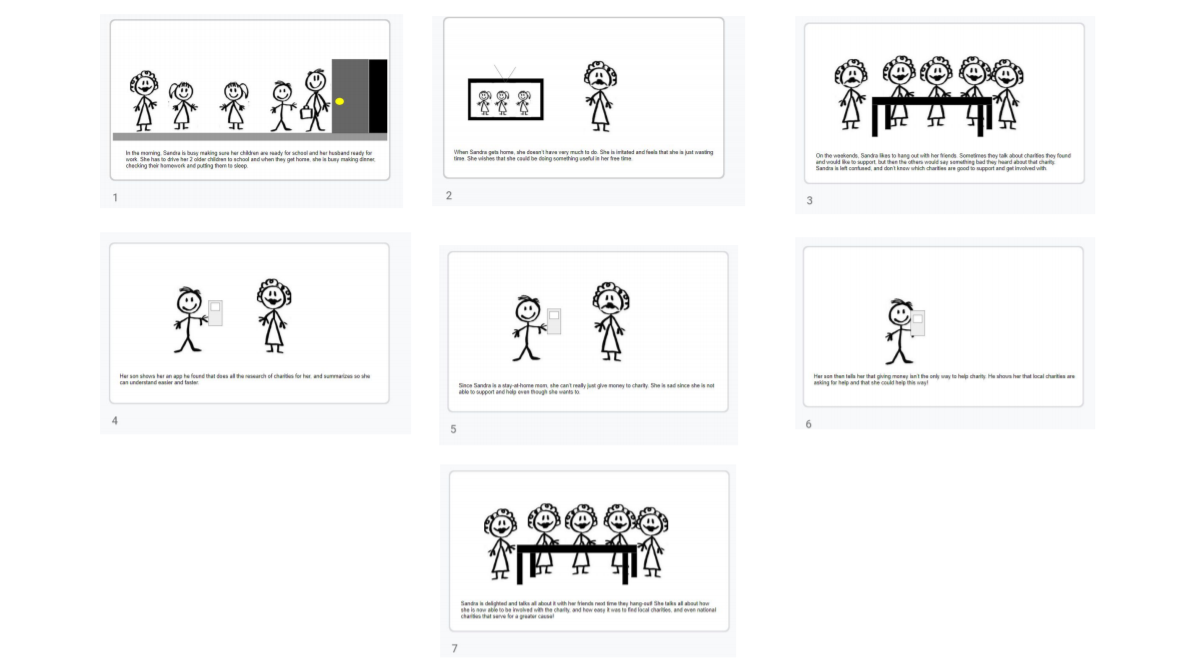 In the morning, Sandra is busy making sure her children are ready for school and her husband ready for
work. She has to drive her 2 older children to school and when they get home, she is busy making dinner,
checking their homework and putting them to sleep.
1
When Sandra gets home, she doesn't have very much to do. She is irritated and feels that she is just wasting
time. She wishes that she could be doing something useful in her free time.
2
On the weekends, Sandra likes to hang out with her friends. Sometimes they talk about charities they found
and would like to support, but then the others would say something bad they heard about that charity.
Sandra is left confused, and don't know which charities are good to support and get involved with.
3
Her son shows her an app he found that does all the research of charities for her, and summarizes so she
can understand easier and faster.
4
Since Sandra is a stay-at-home mom, she can't really just give money to charity. She is sad since she is not
able to support and help even though she wants to.
5
Her son then tells her that giving money isn't the only way to help charity. He shows her that local charities are
asking for help and that she could help this way!
6
Sandra is delighted and talks all about it with her friends next time they hang-out! She talks all about how
she is now able to be involved with the charity, and how easy it was to find local charities, and even national
charities that serve for a greater cause!
7